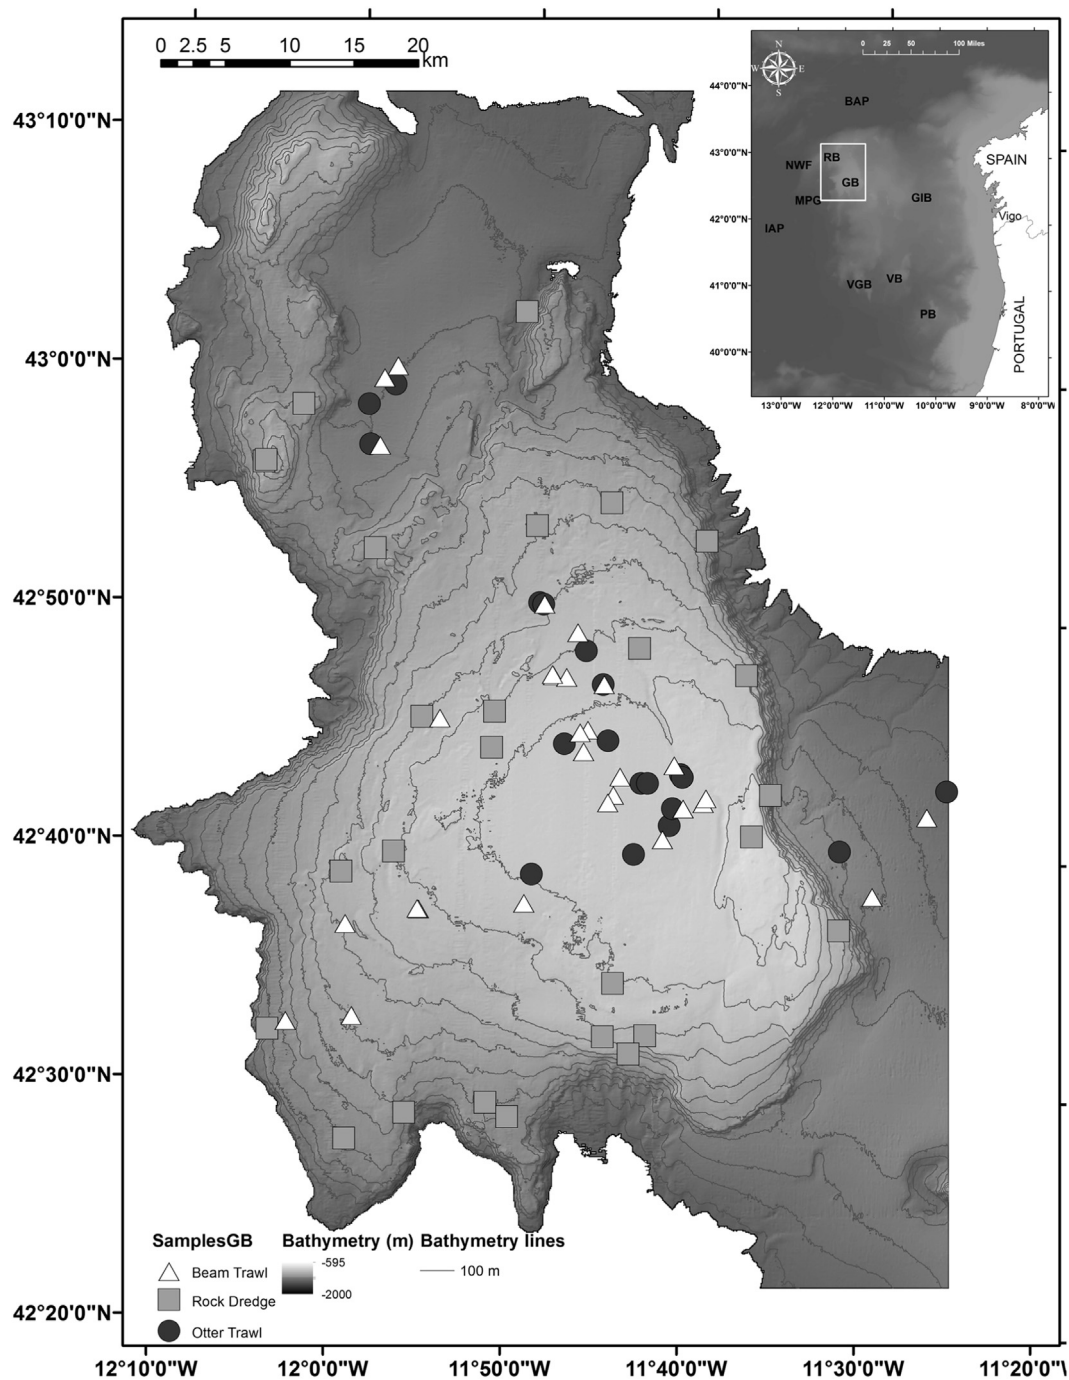 0 2.5 5 10 15 20
km
N
W E
S
0 25 50 100 Miles
44°0'0"N
43°0'0"N
42°0'0"N
41°0'0"N
40°0'0"N
BAP
RB
NWF
GB
MPG
GIB
IAP
VGB
VB
PB
SPAIN
Vigo
PORTUGAL
13°0'0"W 12°0'0"W 11°0'0"W 10°0'0"W 9°0'0"W 8°0'0"W
43°10'0"N
43°0'0"N
42°50'0"N
42°40'0"N
42°30'0"N
42°20'0"N
SamplesGB
Beam Trawl
Rock Dredge
Otter Trawl
Bathymetry (m)
-595
-2000
Bathymetry lines
100 m
12°10'0"W 12°0'0"W 11°50'0"W 11°40'0"W 11°30'0"W 11°20'0"W